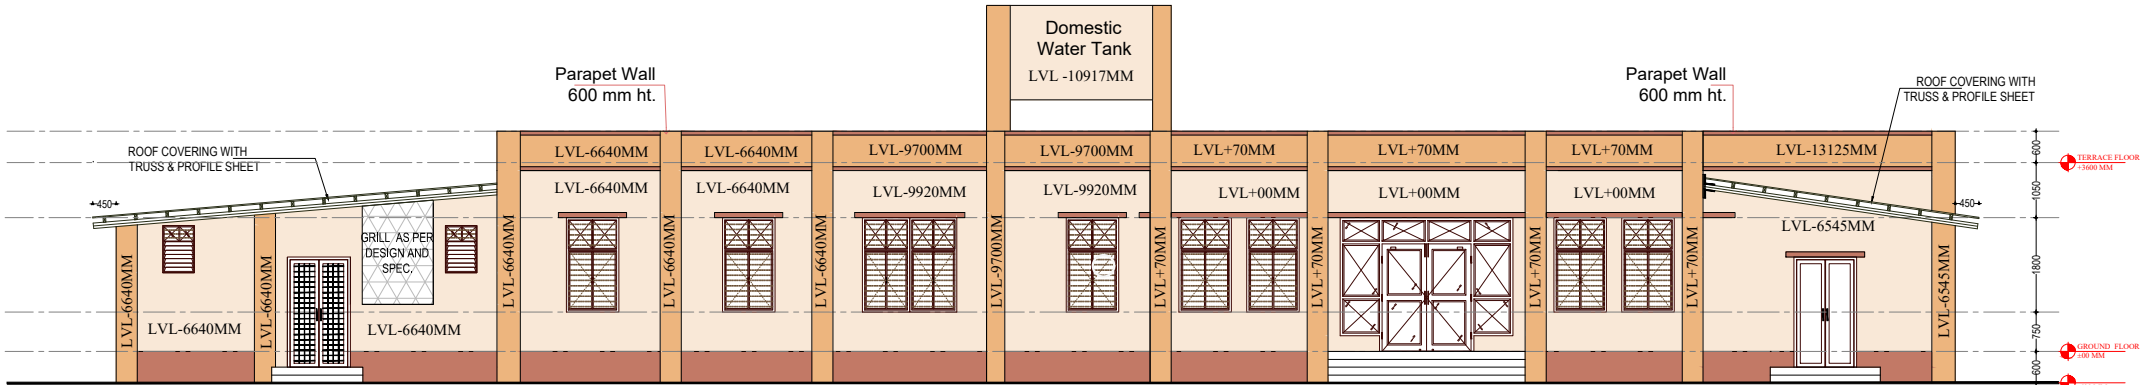 Domestic
Water Tank
LVL -10917MM
Parapet Wall
600 mm ht.
Parapet Wall
600 mm ht.
ROOF COVERING WITH
TRUSS & PROFILE SHEET
ROOF COVERING WITH
TRUSS & PROFILE SHEET
LVL-6640MM
LVL-6640MM
LVL-9700MM
LVL-9700MM
LVL+70MM
LVL+70MM
LVL+70MM
LVL-13125MM
600
TERRACE FLOOR
+3600 MM
LVL-6640MM
LVL-6640MM
LVL-9920MM
LVL-9920MM
LVL+00MM
LVL+00MM
LVL+00MM
1050
450
450
LVL-6545MM
GRILL AS PER
DESIGN AND
SPEC.
LVL-6640MM
LVL-6640MM
LVL-6640MM
LVL-6640MM
LVL-6640MM
LVL-9700MM
LVL+70MM
LVL+70MM
LVL+70MM
LVL+70MM
LVL-6545MM
1800
LVL-6640MM
LVL-6640MM
750
GROUND FLOOR
±00 MM
600